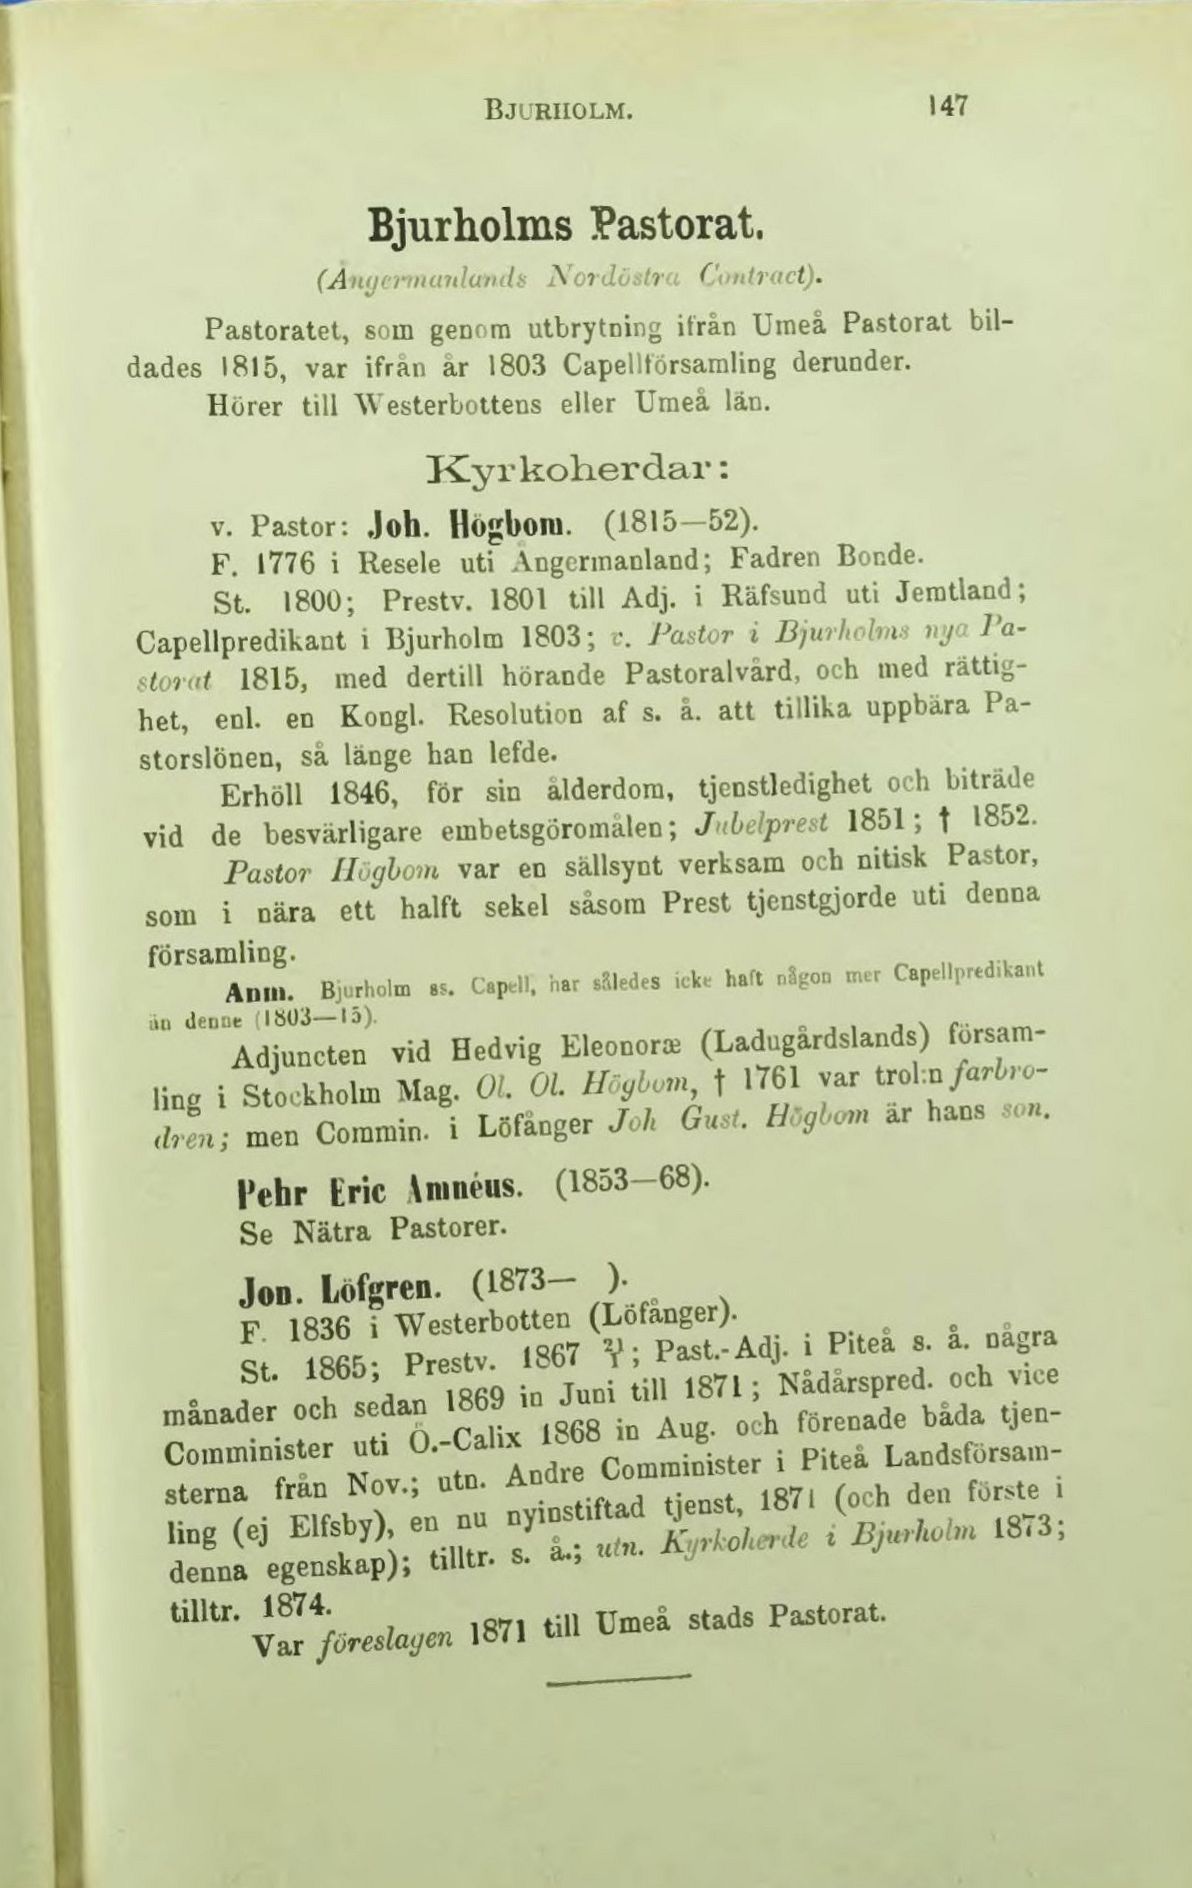 BJURHOLM.
147
Bjurholms Pastorat.
(Ångermanlands Nordöstra Contract).
Pastoratet, som genom utbrytning ifrån Umeå Pastorat bil-
dades 1815, var ifrån år 1803 Capellförsamling derunder.
Hörer till Westerbottens eller Umeå län.
Kyrkoherdar:
v. Pastor: Joh. Högbom. (1815—52).
F. 1776 i Resele uti Ångermanland; Fadren Bonde.
St. 1800; Prestv. 1801 till Adj. i Räfsund uti Jemtland;
Capellpredikant i Bjurholm 1803; v. Pastor i Bjurholms nya Pa-
storat 1815, med dertill hörande Pastoralvård, och med rättig-
het, enl. en Kongl. Resolution af s. å. att tillika uppbära Pa-
storslönen, så länge han lefde.
Erhöll 1846, för sin ålderdom, tjenstledighet och biträde
vid de besvärligare embetsgöromålen; Jubelprest 1851; † 1852.
Pastor Högbom var en sällsynt verksam och nitisk Pastor,
som i nära ett halft sekel såsom Prest tjenstgjorde uti denna
församling.
Anm. Bjurholm ss. Capell, har således icke haft någon mer Capellpredikant
än denne (1803—15).
Adjuncten vid Hedvig Eleonoræ (Ladugårdslands) försam-
ling i Stockholm Mag. Ol. Ol. Högbom, † 1761 var trol:n farbro-
dren; men Commin. i Löfånger Joh Gust. Högbom är hans son.
Pehr Eric Amnéus. (1853—68).
Se Nätra Pastorer.
Jon. Löfgren. (1873— ).
F. 1836 i Westerbotten (Löfånger).
St. 1865; Prestv. 1867 ; Past.-Adj. i Piteå s. å. några
månader och sedan 1869 in Juni till 1871; Nådårspred. och vice
Comminister uti Ö.-Calix 1868 in Aug. och förenade båda tjen-
sterna från Nov.; utn. Andre Comminister i Piteå Landsförsam-
ling (ej Elfsby), en nu nyinstiftad tjenst, 1871 (och den förste i
denna egenskap); tilltr. s. å.; utn. Kyrkoherde i Bjurholm 1873;
tilltr. 1874.
Var föreslagen 1871 till Umeå stads Pastorat.